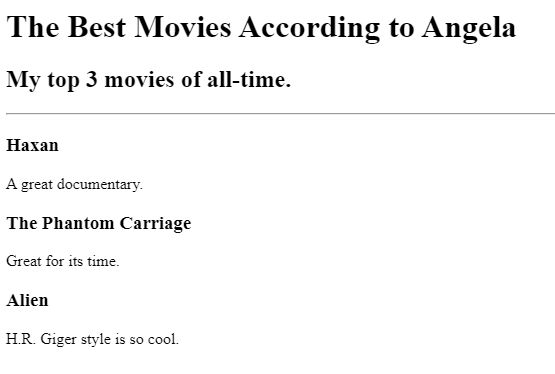 The Best Movies According to Angela
My top 3 movies of all-time.
Haxan
A great documentary.
The Phantom Carriage
Great for its time.
Alien
H.R. Giger style is so cool.